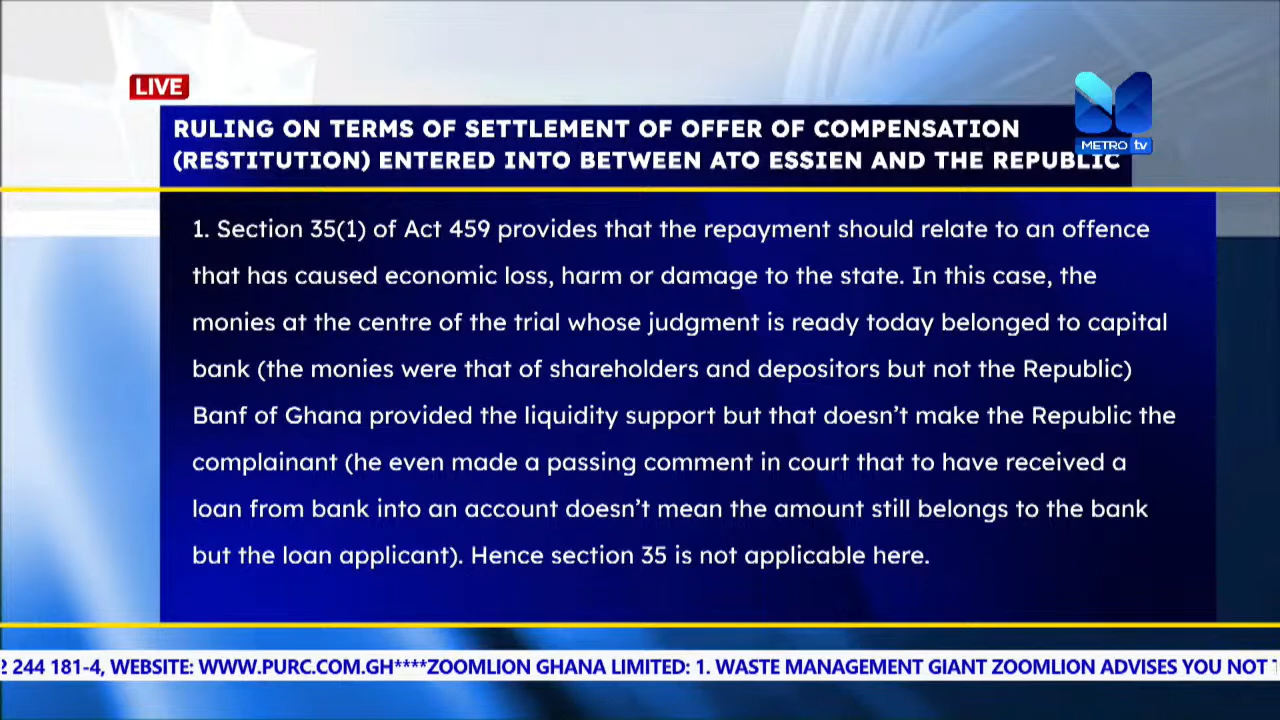 LIVE
RULING ON TERMS OF SETTLEMENT OF OFFER OF COMPENSATION
(RESTITUTION) ENTERED INTO BETWEEN ATO ESSIEN AND THE REPUBLIC
METRO tv
1. Section 35(1) of Act 459 provides that the repayment should relate to an offence
that has caused economic loss, harm or damage to the state. In this case, the
monies at the centre of the trial whose judgment is ready today belonged to capital
bank (the monies were that of shareholders and depositors but not the Republic)
Banf of Ghana provided the liquidity support but that doesn't make the Republic the
complainant (he even made a passing comment in court that to have received a
loan from bank into an account doesn't mean the amount still belongs to the bank
but the loan applicant). Hence section 35 is not applicable here.
2 244 181-4, WEBSITE: WWW.PURC.COM.GH****ZOOMLION GHANA LIMITED: 1. WASTE MANAGEMENT GIANT ZOOMLION ADVISES YOU NOT